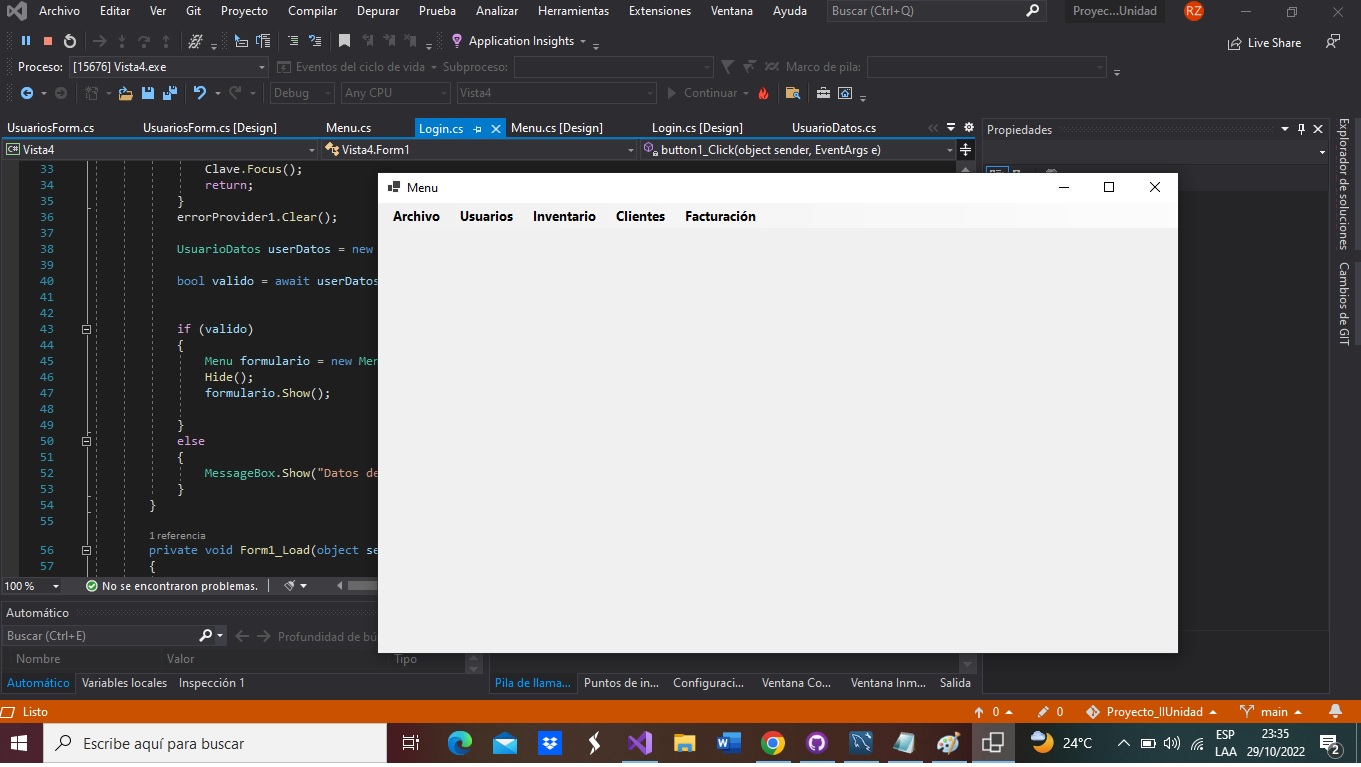 Archivo Editar Ver Git Proyecto Compilar Depurar Prueba Analizar Herramientas Extensiones Ventana Ayuda Buscar (Ctrl+Q) Proyec...Unidad RZ
Application Insights Live Share
Proceso: [15676] Vista4.exe Eventos del ciclo de vida Subproceso: Marco de pila:
Debug Any CPU Vista4 Continuar
UsuariosForm.cs UsuariosForm.cs [Design] Menu.cs Login.cs Menu.cs [Design] Login.cs [Design] UsuarioDatos.cs
Propiedades
C# Vista4 Vista4.Form1 button1_Click(object sender, EventArgs e)
33 Clave.Focus();
34 return;
35 }
36 errorProvider1.Clear();
37
38 UsuarioDatos userDatos = new
39
40 bool valido = await userDatos
41
42
43 if (valido)
44 {
45 Menu formulario = new Men
46 Hide();
47 formulario.Show();
48
49 }
50 else
51 {
52 MessageBox.Show("Datos de
53 }
54 }
55
1 referencia
56 private void Form1_Load(object se
57 {
Menu
Archivo Usuarios Inventario Clientes Facturación
Explorador de soluciones
Cambios de GIT
100 % No se encontraron problemas.
Automático
Buscar (Ctrl+E) Profundidad de bú
Nombre Valor Tipo
Automático Variables locales Inspección 1
Pila de llama... Puntos de in... Configuraci... Ventana Co... Ventana Inm... Salida
Listo 0 0 Proyecto_IIUnidad main
Escribe aquí para buscar
24°C
ESP
LAA
23:35
29/10/2022
2